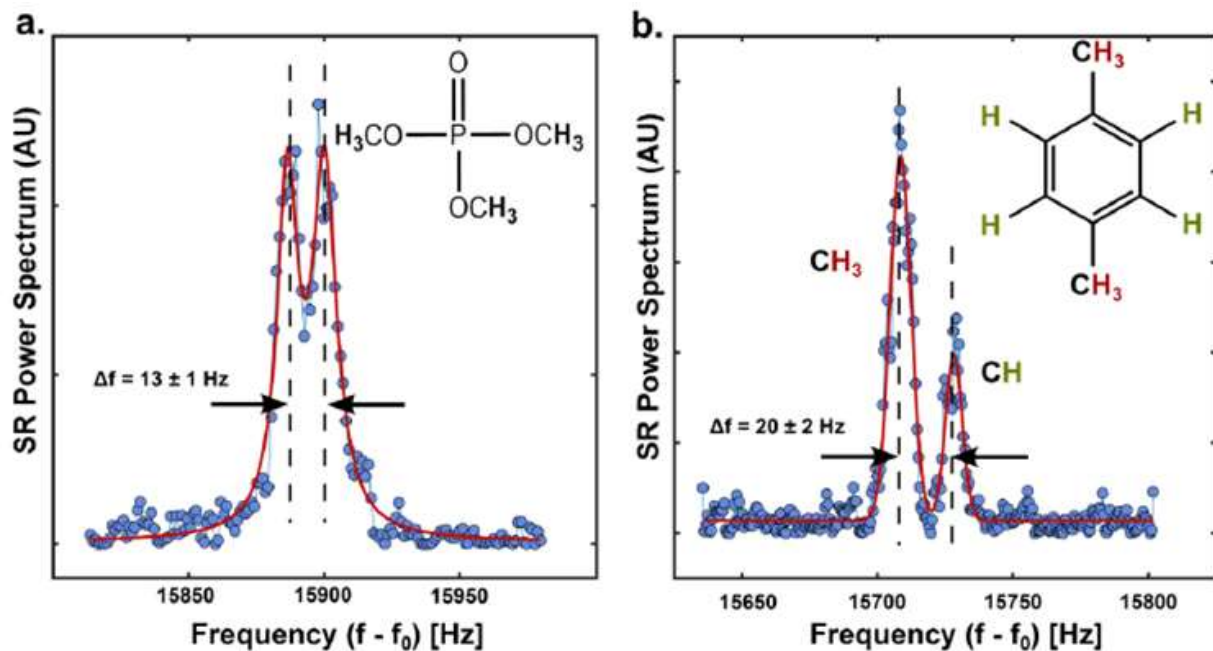 a.
SR Power Spectrum (AU)
O
H₃CO P OCH₃
OCH₃
Δf = 13 ± 1 Hz
15850 15900 15950
Frequency (f - f₀) [Hz]
b.
SR Power Spectrum (AU)
CH₃
H H
H H
CH₃
CH₃
CH
Δf = 20 ± 2 Hz
15650 15700 15750 15800
Frequency (f - f₀) [Hz]